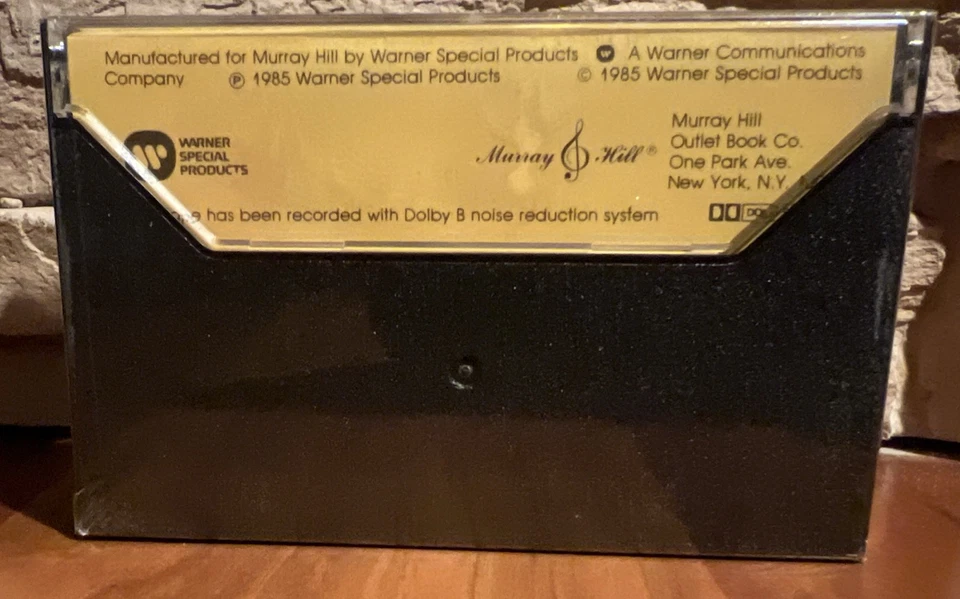 Manufactured for Murray Hill by Warner Special Products A Warner Communications
Company ℗ 1985 Warner Special Products © 1985 Warner Special Products
WARNER
SPECIAL
PRODUCTS
Murray Hill ®
Murray Hill
Outlet Book Co.
One Park Ave.
New York, N.Y.
has been recorded with Dolby B noise reduction system